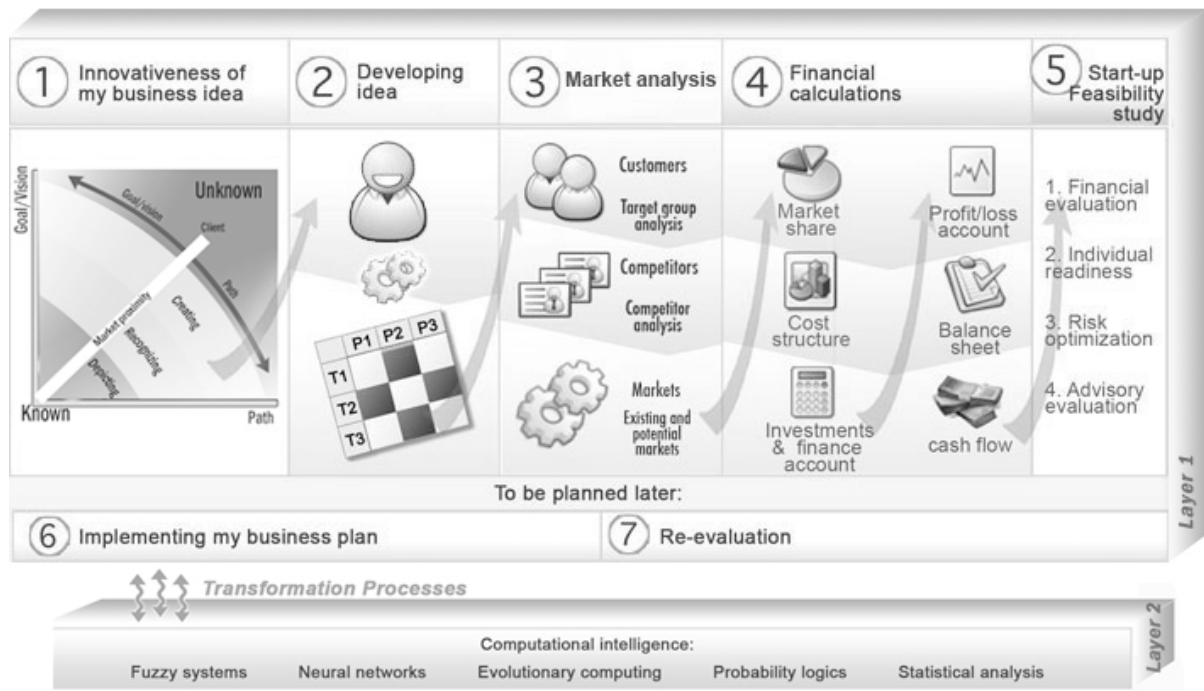 1 Innovativeness of
my business idea
2 Developing
idea
3 Market analysis
4 Financial
calculations
5 Start-up
Feasibility
study
Goal/Vision
Goal/vision
Unknown
Client
Path
Market proximity
Creating
Recognizing
Depicting
Known
Path
P1 P2 P3
T1
T2
T3
Customers
Target group
analysis
Competitors
Competitor
analysis
Markets
Existing and
potential
markets
Market
share
Cost
structure
Investments
& finance
account
Profit/loss
account
Balance
sheet
cash flow
1. Financial
evaluation
2. Individual
readiness
3. Risk
optimization
4. Advisory
evaluation
Layer 1
To be planned later:
6 Implementing my business plan
7 Re-evaluation
Transformation Processes
Layer 2
Computational intelligence:
Fuzzy systems Neural networks Evolutionary computing Probability logics Statistical analysis